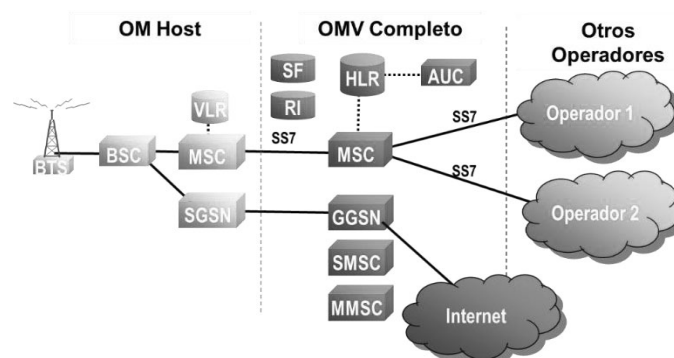 OM Host
OMV Completo
Otros
Operadores
SF
HLR
AUC
VLR
RI
Operador 1
SS7
SS7
BTS
BSC
MSC
MSC
SS7
Operador 2
SGSN
GGSN
SMSC
MMSC
Internet